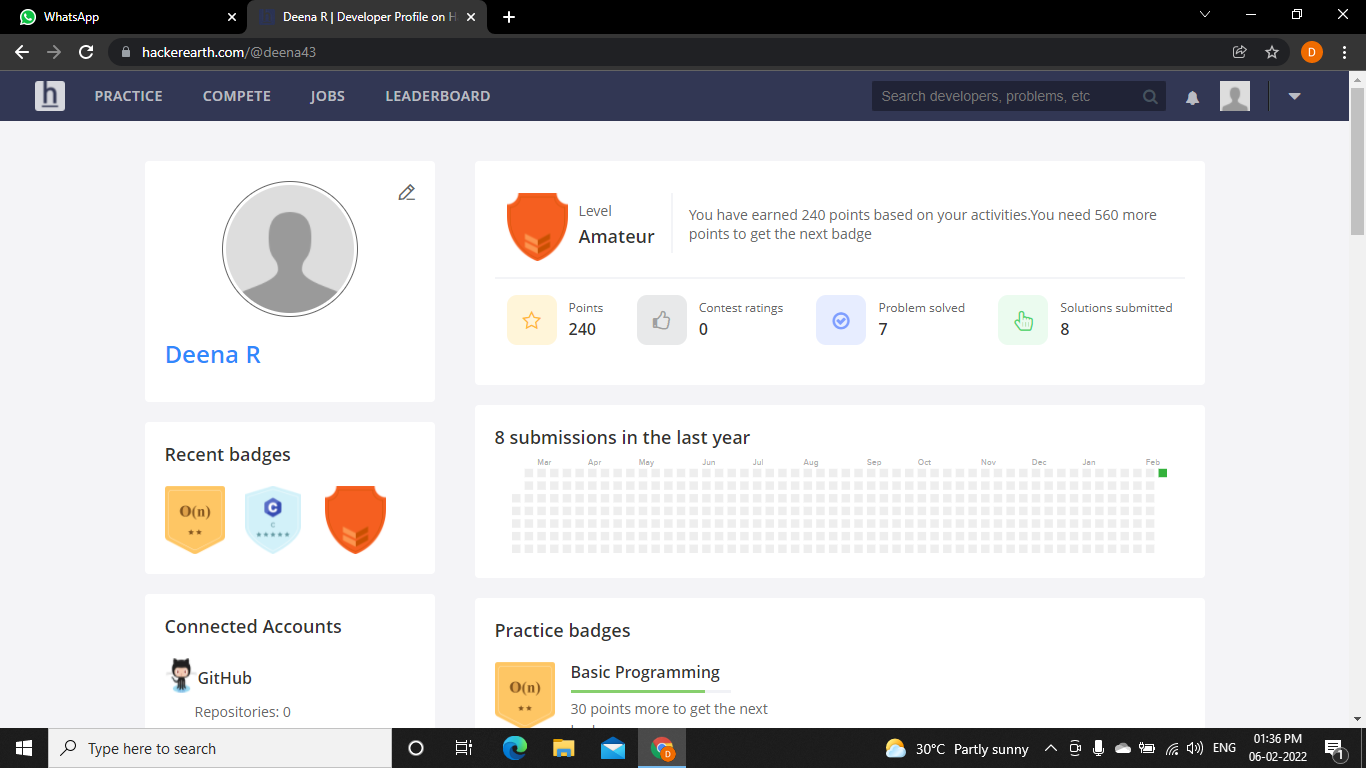 WhatsApp
Deena R | Developer Profile on H
hackerearth.com/@deena43
D
h
PRACTICE
COMPETE
JOBS
LEADERBOARD
Search developers, problems, etc
Deena R
Level
Amateur
You have earned 240 points based on your activities.You need 560 more
points to get the next badge
Points
240
Contest ratings
0
Problem solved
7
Solutions submitted
8
Recent badges
O(n)
C
C
8 submissions in the last year
Mar Apr May Jun Jul Aug Sep Oct Nov Dec Jan Feb
Connected Accounts
GitHub
Repositories: 0
Practice badges
O(n)
Basic Programming
30 points more to get the next
Type here to search
D
30°C Partly sunny
ENG
01:36 PM
06-02-2022
1